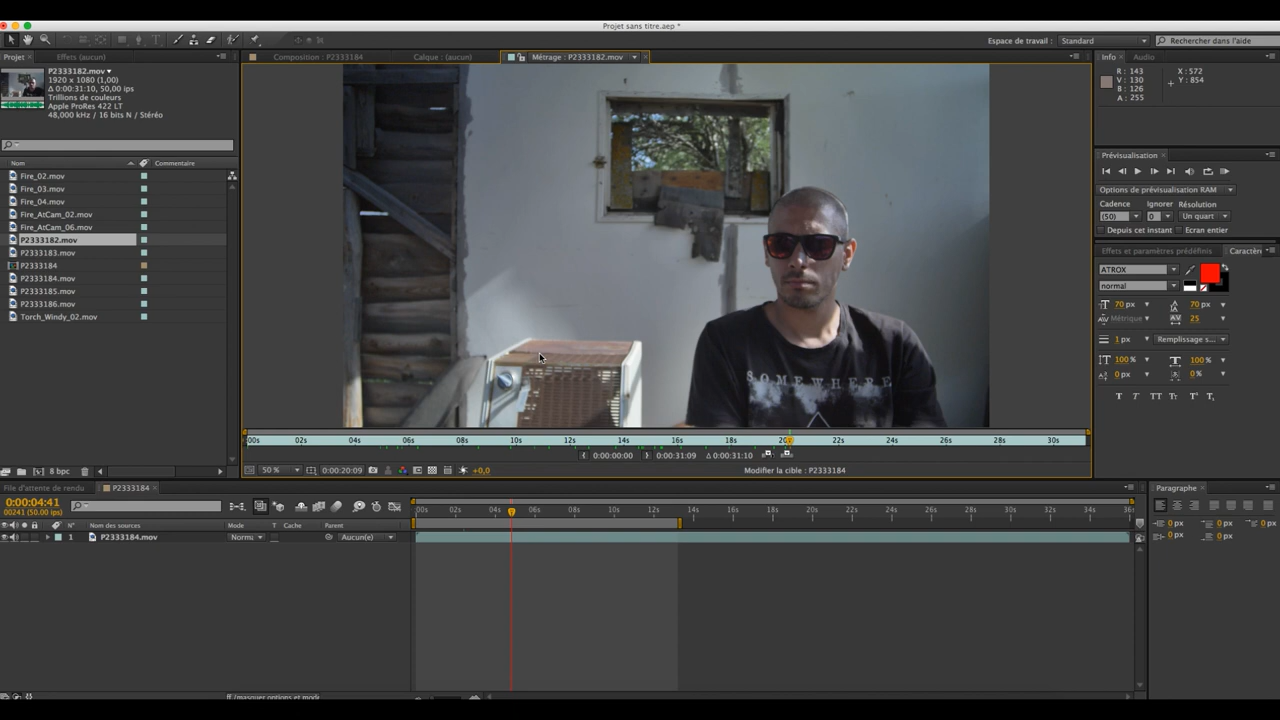 Projet sans titre.aep *
Espace de travail : Standard
Rechercher dans l'aide
Projet
Effets (aucun)
Composition : P2333184
Calque : (aucun)
Métrage : P2333182.mov
Info
Audio
P2333182.mov
1920 x 1080 (1,00)
Δ 0:00:31:10, 50,00 ips
Trillions de couleurs
Apple ProRes 422 LT
48,000 kHz / 16 bits N / Stéréo
R : 143
V : 130
B : 126
A : 255
X : 572
Y : 854
Nom
Commentaire
Fire_02.mov
Fire_03.mov
Fire_04.mov
Fire_AtCam_02.mov
Fire_AtCam_06.mov
P2333182.mov
P2333183.mov
P2333184
P2333184.mov
P2333185.mov
P2333186.mov
Torch_Windy_02.mov
8 bpc
SOMEWHERE
00s 02s 04s 06s 08s 10s 12s 14s 16s 18s 20s 22s 24s 26s 28s 30s
0:00:00:00 0:00:31:09 Δ 0:00:31:10
50 % 0:00:20:09 +0,0 Modifier la cible : P2333184
Prévisualisation
Options de prévisualisation RAM
Cadence Ignorer Résolution
(50) 0 Un quart
Depuis cet instant Ecran entier
Effets et paramètres prédéfinis
Caractère
ATROX
normal
70 px 70 px
Métrique 25
1 px Remplissage s...
100 % 100 %
0 px 0 %
T T TT Tr T¹ T₁
File d'attente de rendu
P2333184
0:00:04:41
00241 (50.00 ips)
N° Nom des sources Mode T Cache Parent
1 P2333184.mov Norma Aucun(e)
00s 02s 04s 06s 08s 10s 12s 14s 16s 18s 20s 22s 24s 26s 28s 30s 32s 34s 36s
Paragraphe
0 px 0 px 0 px
0 px 0 px